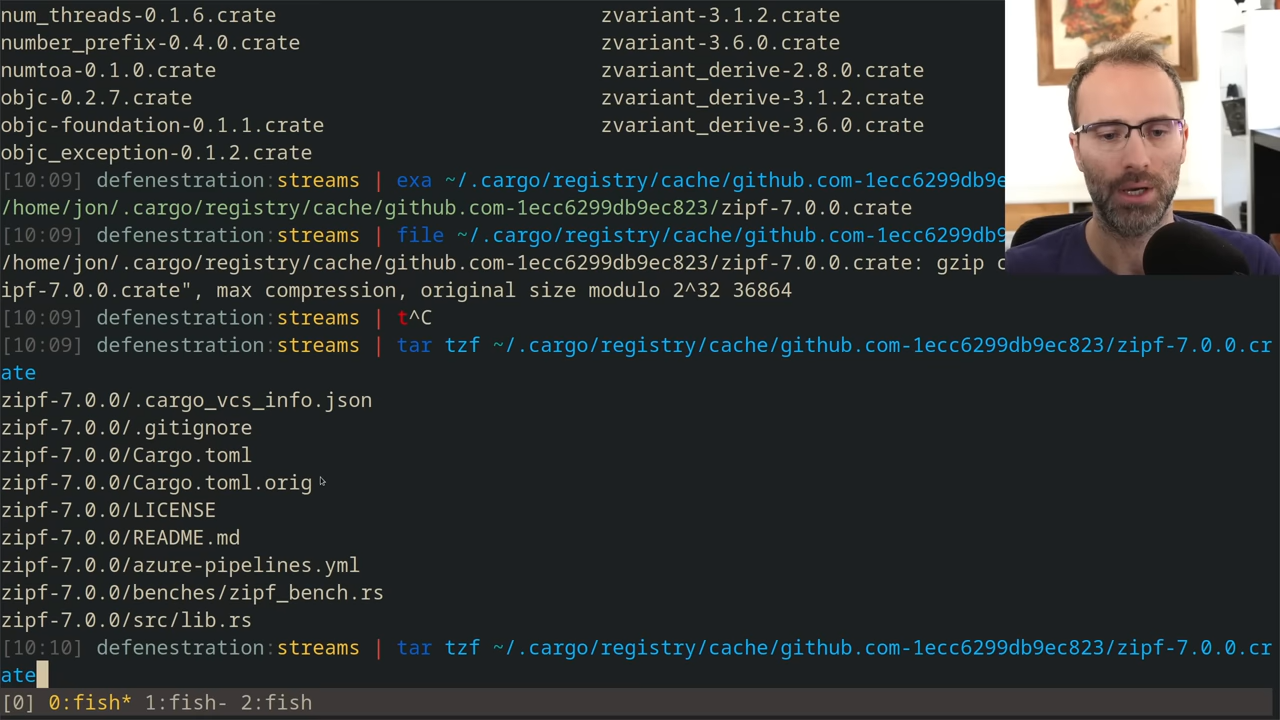 num_threads-0.1.6.crate zvariant-3.1.2.crate
number_prefix-0.4.0.crate zvariant-3.6.0.crate
numtoa-0.1.0.crate zvariant_derive-2.8.0.crate
objc-0.2.7.crate zvariant_derive-3.1.2.crate
objc-foundation-0.1.1.crate zvariant_derive-3.6.0.crate
objc_exception-0.1.2.crate
[10:09] defenestration:streams | exa ~/.cargo/registry/cache/github.com-1ecc6299db9e
/home/jon/.cargo/registry/cache/github.com-1ecc6299db9ec823/zipf-7.0.0.crate
[10:09] defenestration:streams | file ~/.cargo/registry/cache/github.com-1ecc6299db9
/home/jon/.cargo/registry/cache/github.com-1ecc6299db9ec823/zipf-7.0.0.crate: gzip c
ipf-7.0.0.crate", max compression, original size modulo 2^32 36864
[10:09] defenestration:streams | t^C
[10:09] defenestration:streams | tar tzf ~/.cargo/registry/cache/github.com-1ecc6299db9ec823/zipf-7.0.0.cr
ate
zipf-7.0.0/.cargo_vcs_info.json
zipf-7.0.0/.gitignore
zipf-7.0.0/Cargo.toml
zipf-7.0.0/Cargo.toml.orig
zipf-7.0.0/LICENSE
zipf-7.0.0/README.md
zipf-7.0.0/azure-pipelines.yml
zipf-7.0.0/benches/zipf_bench.rs
zipf-7.0.0/src/lib.rs
[10:10] defenestration:streams | tar tzf ~/.cargo/registry/cache/github.com-1ecc6299db9ec823/zipf-7.0.0.cr
ate
[0] 0:fish* 1:fish- 2:fish